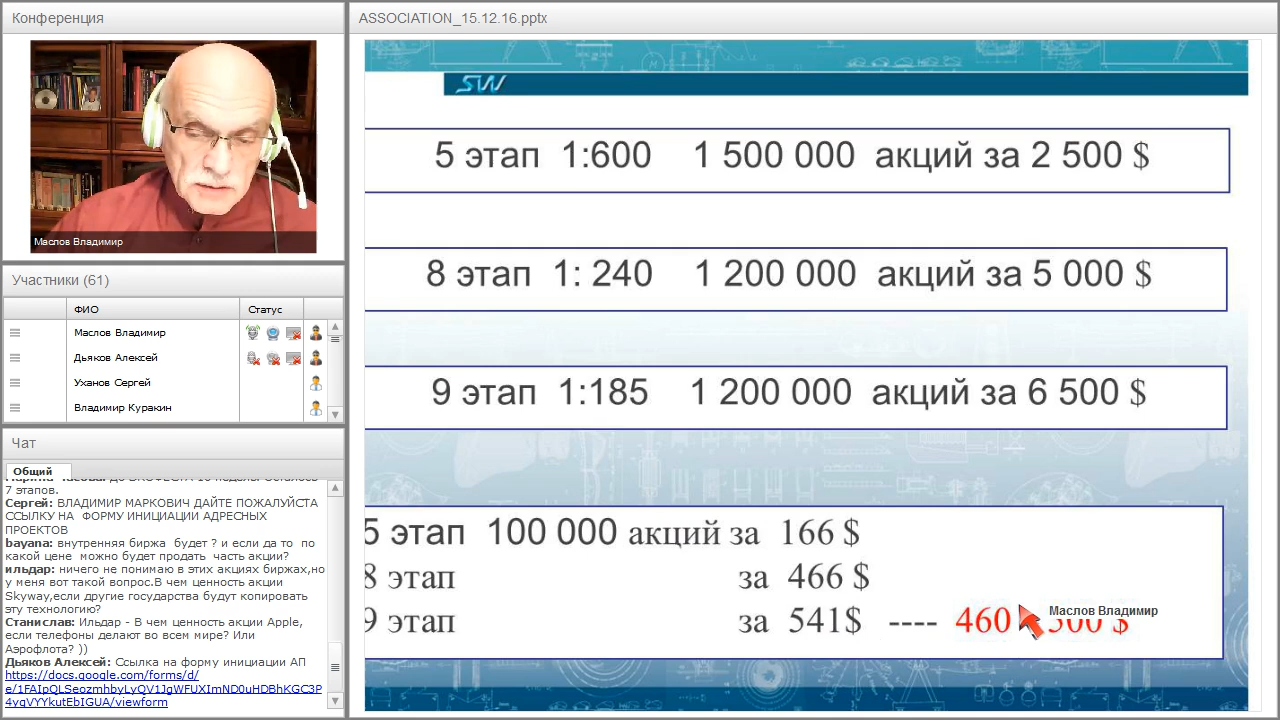 Конференция
Маслов Владимир
Участники (61)
ФИО Статус
Маслов Владимир
Дьяков Алексей
Уханов Сергей
Владимир Куракин
Чат
Общий
7 этапов.
Сергей: ВЛАДИМИР МАРКОВИЧ ДАЙТЕ ПОЖАЛУЙСТА
ССЫЛКУ НА ФОРМУ ИНИЦИАЦИИ АДРЕСНЫХ
ПРОЕКТОВ
bayana: внутреняя биржа будет ? и если да то по
какой цене можно будет продать часть акции?
ильдар: ничего не понимаю в этих акциях биржах,но
у меня вот такой вопрос.В чем ценность акции
Skyway,если другие государства будут копировать
эту технологию?
Станислав: Ильдар - В чем ценность акции Apple,
если телефоны делают во всем мире? Или
Аэрофлота? ))
Дьяков Алексей: Ссылка на форму инициации АП
https://docs.google.com/forms/d/
ASSOCIATION_15.12.16.pptx
SW
5 этап 1:600 1 500 000 акций за 2 500 $
8 этап 1: 240 1 200 000 акций за 5 000 $
9 этап 1:185 1 200 000 акций за 6 500 $
5 этап 100 000 акций за 166 $
8 этап за 466 $
9 этап за 541$ ---- 460 500 $
Маслов Владимир